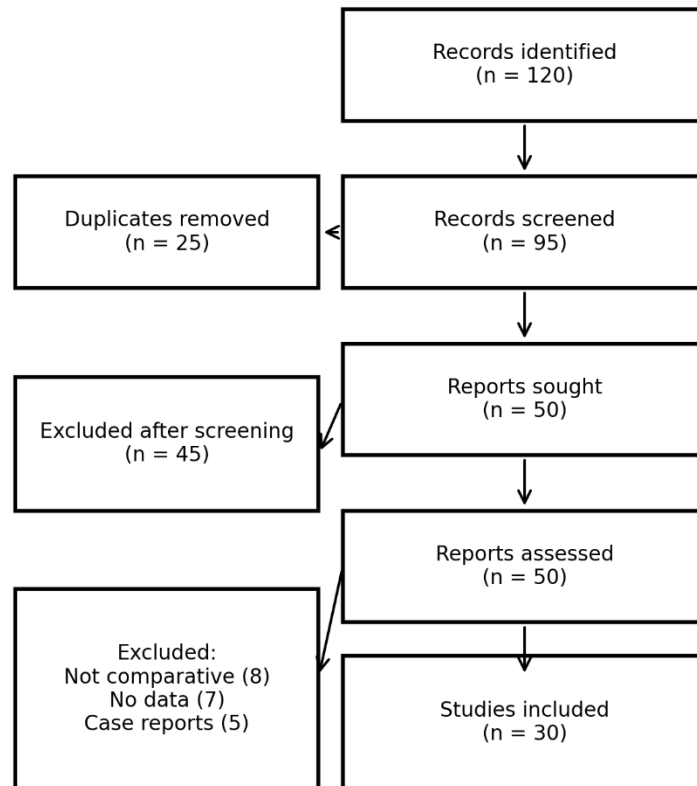 Records identified
(n = 120)
Duplicates removed
(n = 25)
Records screened
(n = 95)
Reports sought
(n = 50)
Excluded after screening
(n = 45)
Reports assessed
(n = 50)
Excluded:
Not comparative (8)
No data (7)
Case reports (5)
Studies included
(n = 30)